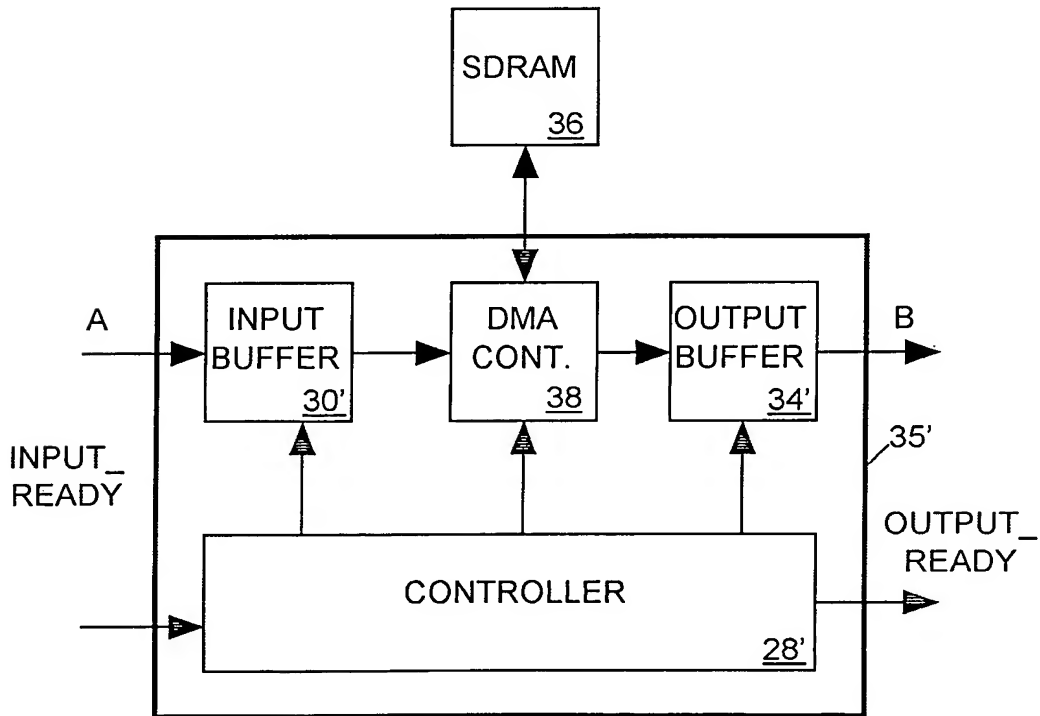 SDRAM
36
A
INPUT
BUFFER
30'
DMA
CONT.
38
OUTPUT
BUFFER
34'
B
35'
INPUT_
READY
OUTPUT_
READY
CONTROLLER
28'